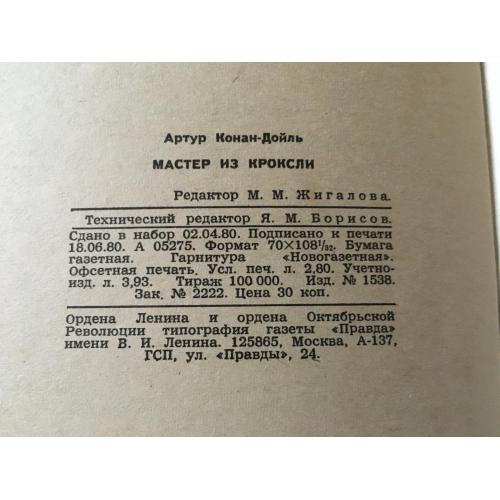 Артур Конан-Дойль
МАСТЕР ИЗ КРОКСЛИ
Редактор М. М. Жигалова.
Технический редактор Я. М. Борисов.
Сдано в набор 02.04.80. Подписано к печати
18.06.80. А 05275. Формат 70×108¹/₃₂. Бумага
газетная. Гарнитура «Новогазетная».
Офсетная печать. Усл. печ. л. 2,80. Учетно-
изд. л. 3,93. Тираж 100 000. Изд. № 1538.
Зак. № 2222. Цена 30 коп.
Ордена Ленина и ордена Октябрьской
Революции типография газеты «Правда»
имени В. И. Ленина. 125865, Москва, А-137,
ГСП, ул. «Правды», 24.